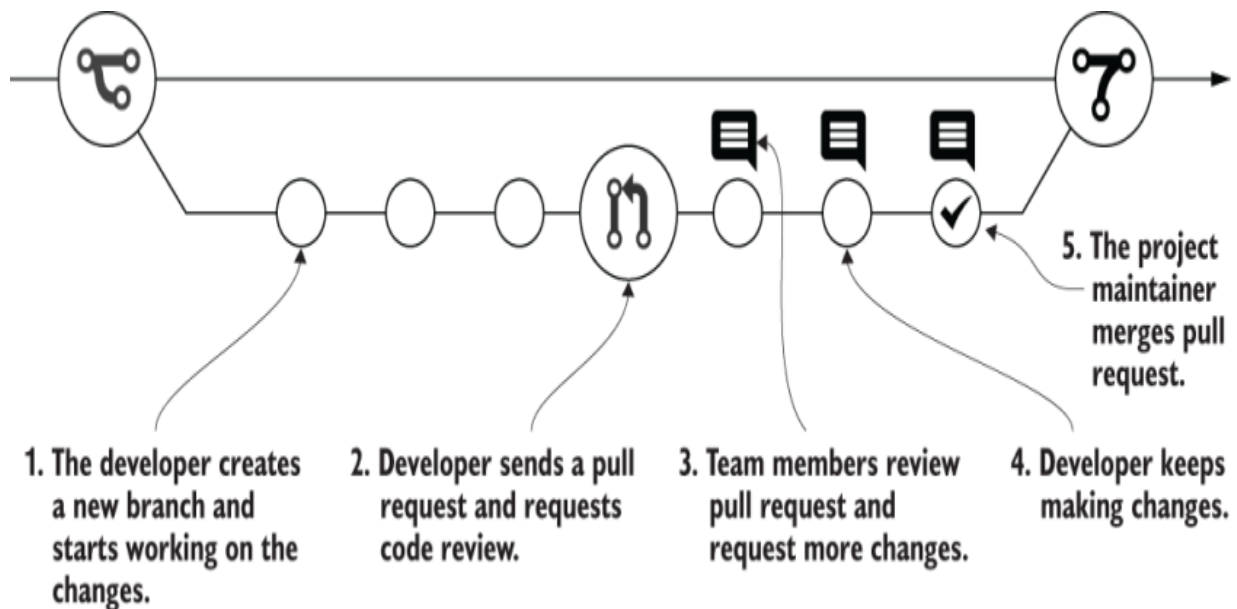 5. The project
maintainer
merges pull
request.
1. The developer creates
a new branch and
starts working on the
changes.
2. Developer sends a pull
request and requests
code review.
3. Team members review
pull request and
request more changes.
4. Developer keeps
making changes.